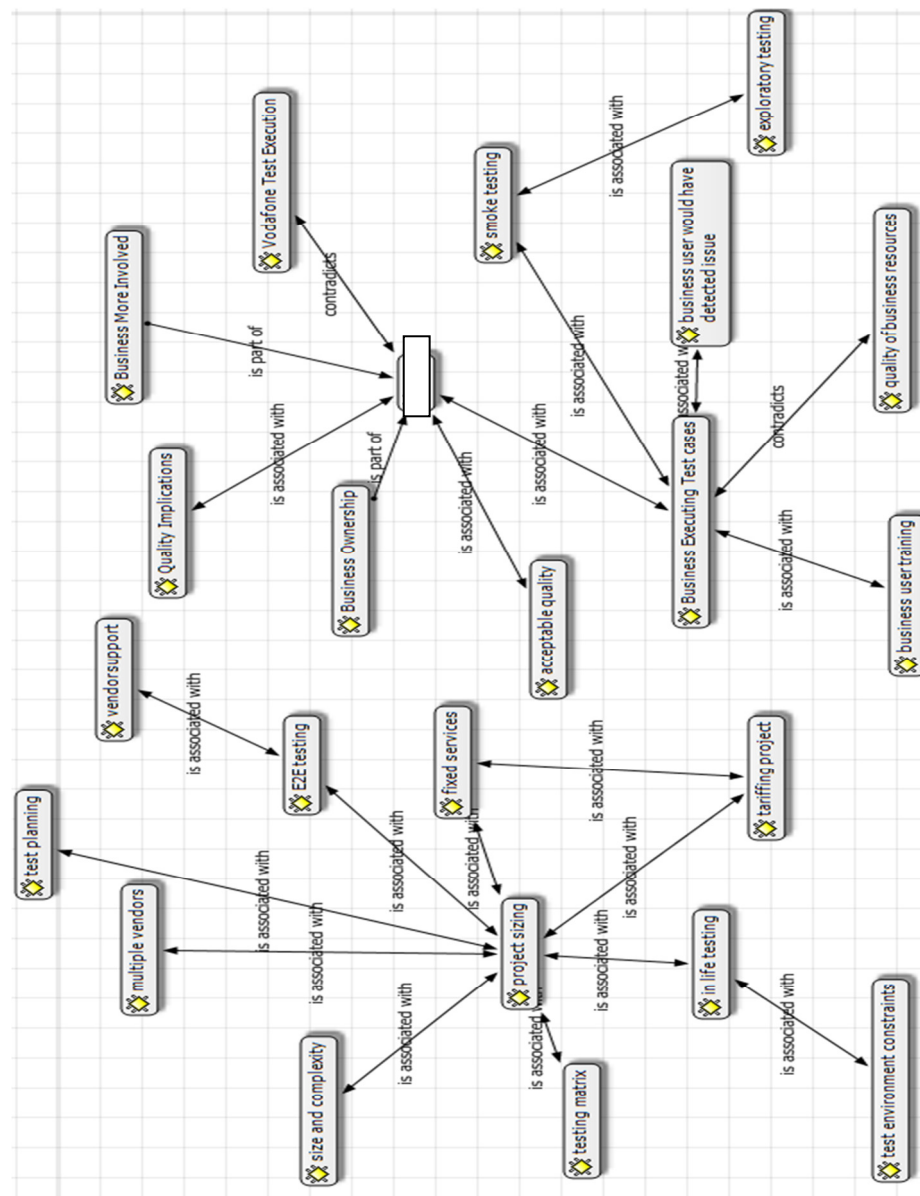 test planning
vendor support
Business More Involved
multiple vendors
Quality Implications
is associated with
is part of
is associated with
Vodafone Test Execution
is associated with
E2E testing
is associated with
size and complexity
contradicts
Business Ownership
is part of
is associated with
is associated with
fixed services
is associated with
is associated with
smoke testing
project sizing
is associated
is associated with
acceptable quality
is associated with
testing matrix
is associated with
is associated with
is associated with
is associated with
Business Executing Test cases
business user would have
detected issue
in life testing
tariffing project
exploratory testing
contradicts
is associated with
is associated with
test environment constraints
quality of business resources
business user training